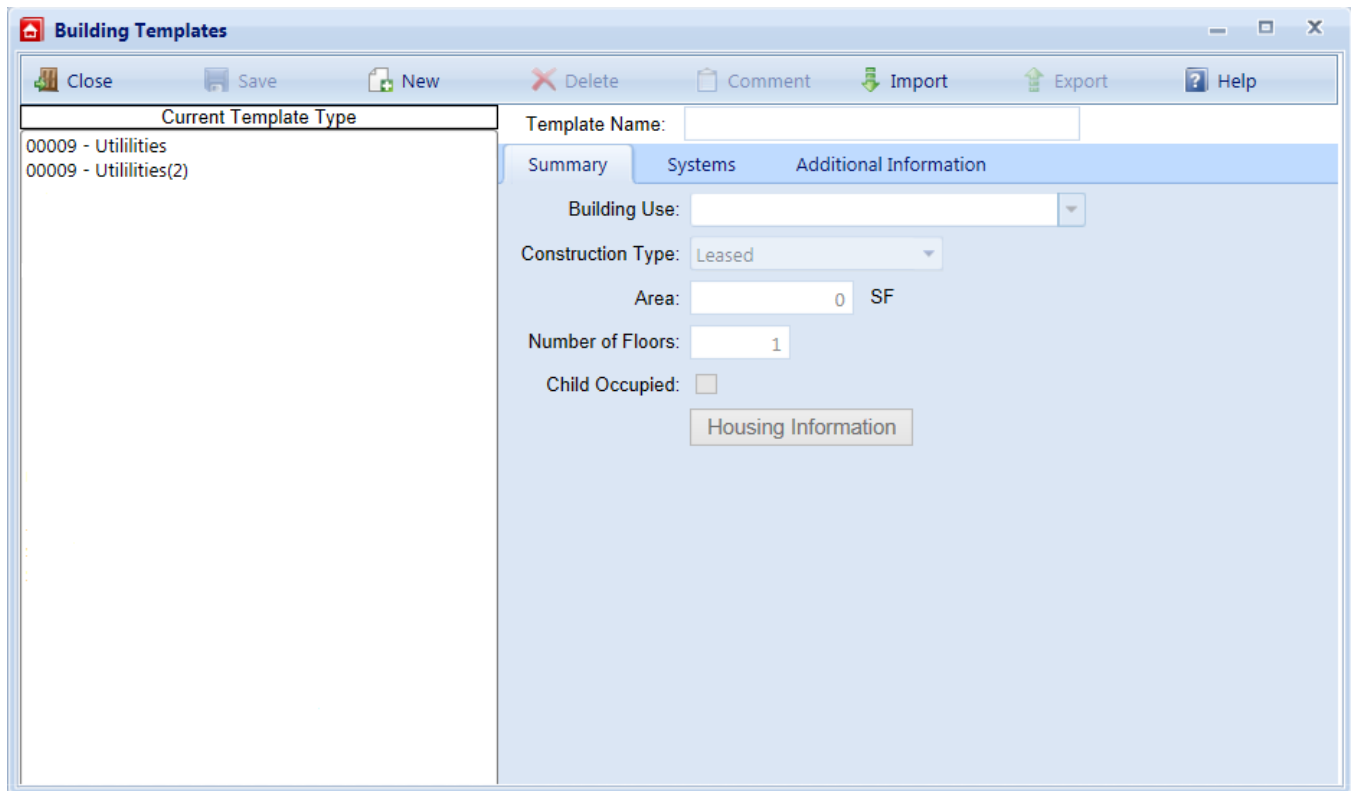 Building Templates
Close Save New Delete Comment Import Export ? Help
Current Template Type
00009 - Utililities
00009 - Utililities(2)
Template Name:
Summary Systems Additional Information
Building Use:
Construction Type: Leased
Area: 0 SF
Number of Floors: 1
Child Occupied:
Housing Information